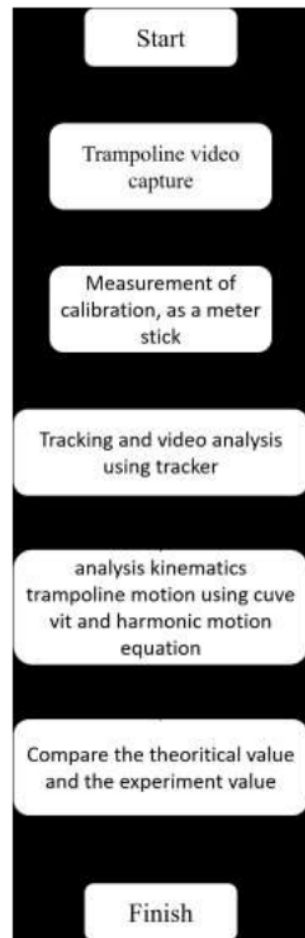 Start
Trampoline video
capture
Measurement of
calibration, as a meter
stick
Tracking and video analysis
using tracker
analysis kinematics
trampoline motion using cuve
vit and harmonic motion
equation
Compare the theoritical value
and the experiment value
Finish